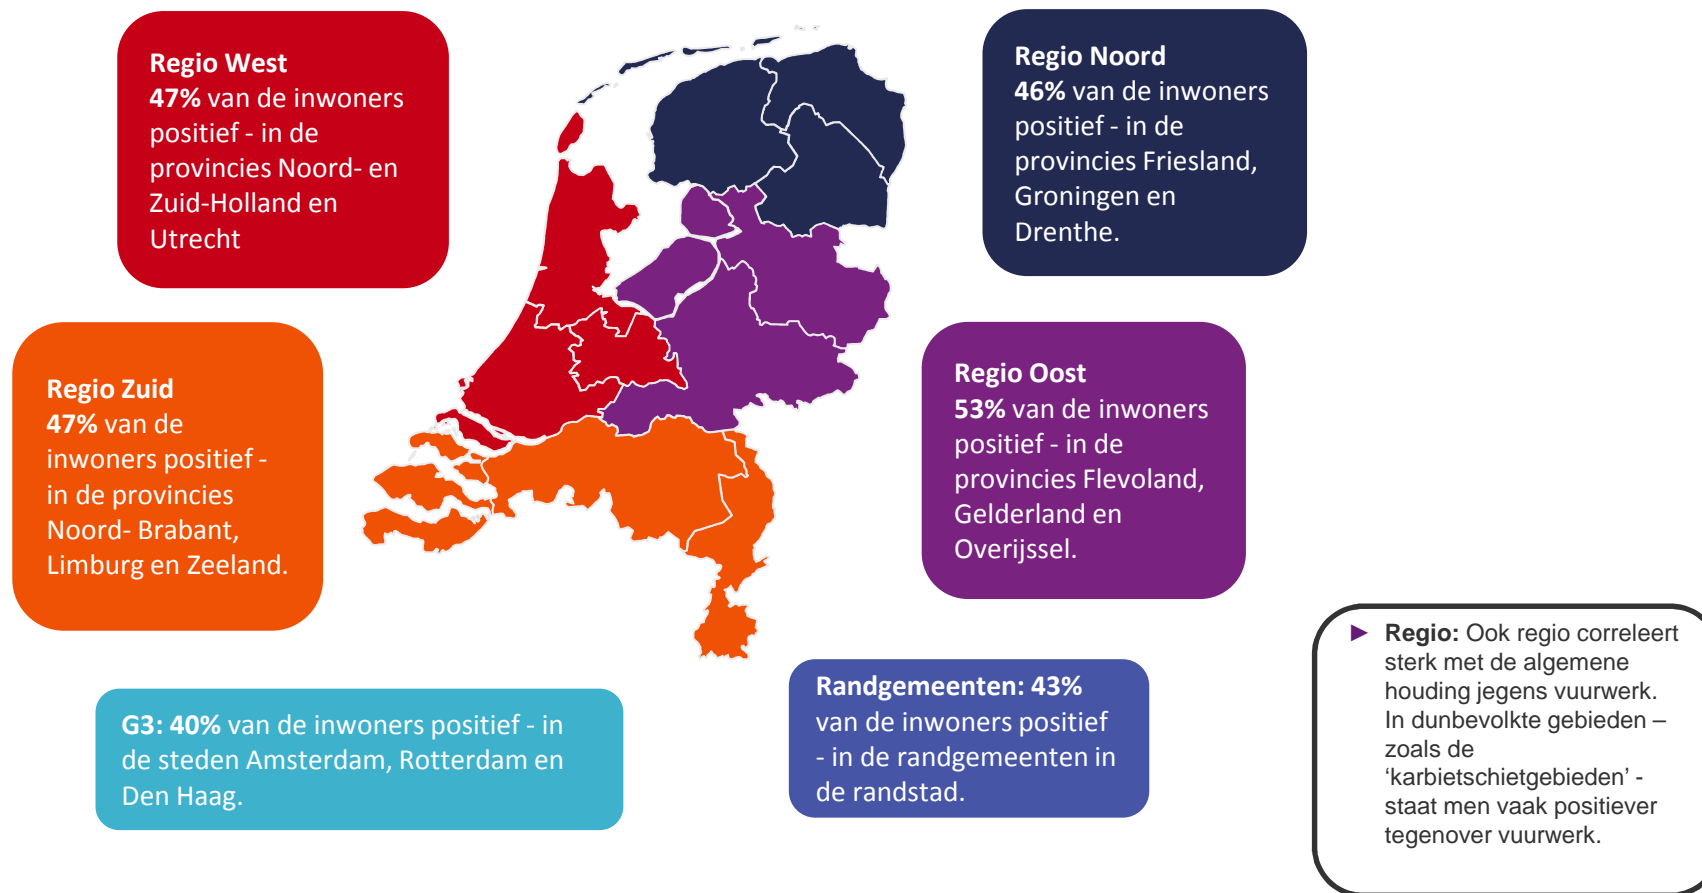 Regio West
47% van de inwoners
positief - in de
provincies Noord- en
Zuid-Holland en
Utrecht
Regio Noord
46% van de inwoners
positief - in de
provincies Friesland,
Groningen en
Drenthe.
Regio Zuid
47% van de
inwoners positief -
in de provincies
Noord- Brabant,
Limburg en Zeeland.
Regio Oost
53% van de inwoners
positief - in de
provincies Flevoland,
Gelderland en
Overijssel.
G3: 40% van de inwoners positief - in
de steden Amsterdam, Rotterdam en
Den Haag.
Randgemeenten: 43%
van de inwoners positief
- in de randgemeenten in
de randstad.
► Regio: Ook regio correleert
sterk met de algemene
houding jegens vuurwerk.
In dunbevolkte gebieden –
zoals de
‘karbietschietgebieden’ -
staat men vaak positiever
tegenover vuurwerk.